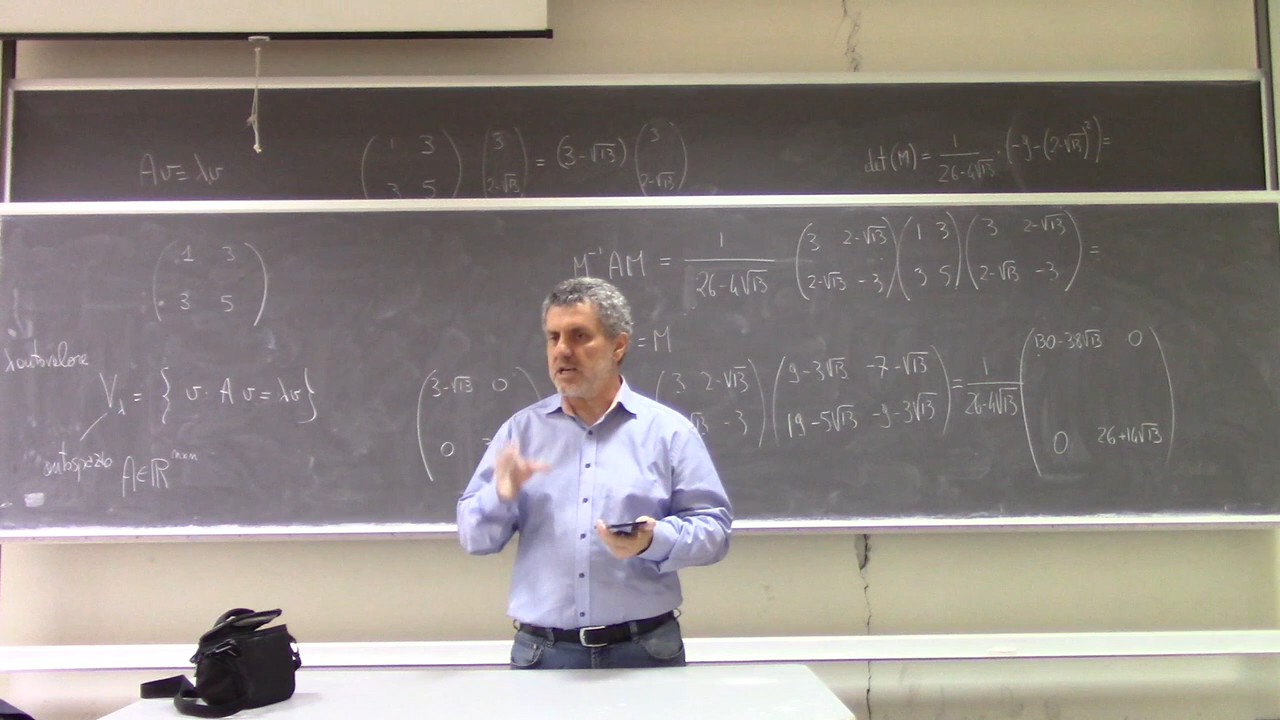 Av = λv
( 1 3 ; 3 5 ) ( 3 ; 2-√13 ) = (3-√13) ( 3 ; 2-√13 )
det(M) = 1/(26-4√13) · (-9-(2-√13)²) =
( 1 3 ; 3 5 )
M⁻¹AM = 1/(26-4√13) ( 3 2-√13 ; 2-√13 -3 ) ( 1 3 ; 3 5 ) ( 3 2-√13 ; 2-√13 -3 ) =
= M
λ autovalore
V_λ = { v : Av = λv }
autospazio A∈ℝⁿˣⁿ
( 3-√13 0 ; 0
( 3 2-√13 ; √13 -3 ) ( 9-3√13 -7-√13 ; 19-5√13 -9-3√13 ) = 1/(26-4√13) ( 130-38√13 0 ; 0 26+14√13 )